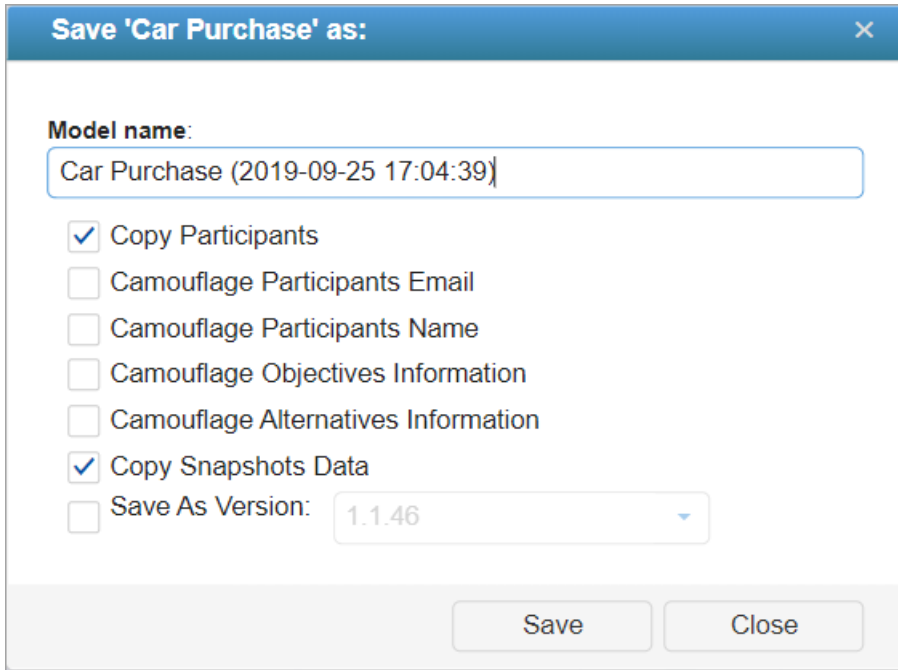 Save 'Car Purchase' as:
Model name:
Car Purchase (2019-09-25 17:04:39)
Copy Participants
Camouflage Participants Email
Camouflage Participants Name
Camouflage Objectives Information
Camouflage Alternatives Information
Copy Snapshots Data
Save As Version: 1.1.46
Save Close